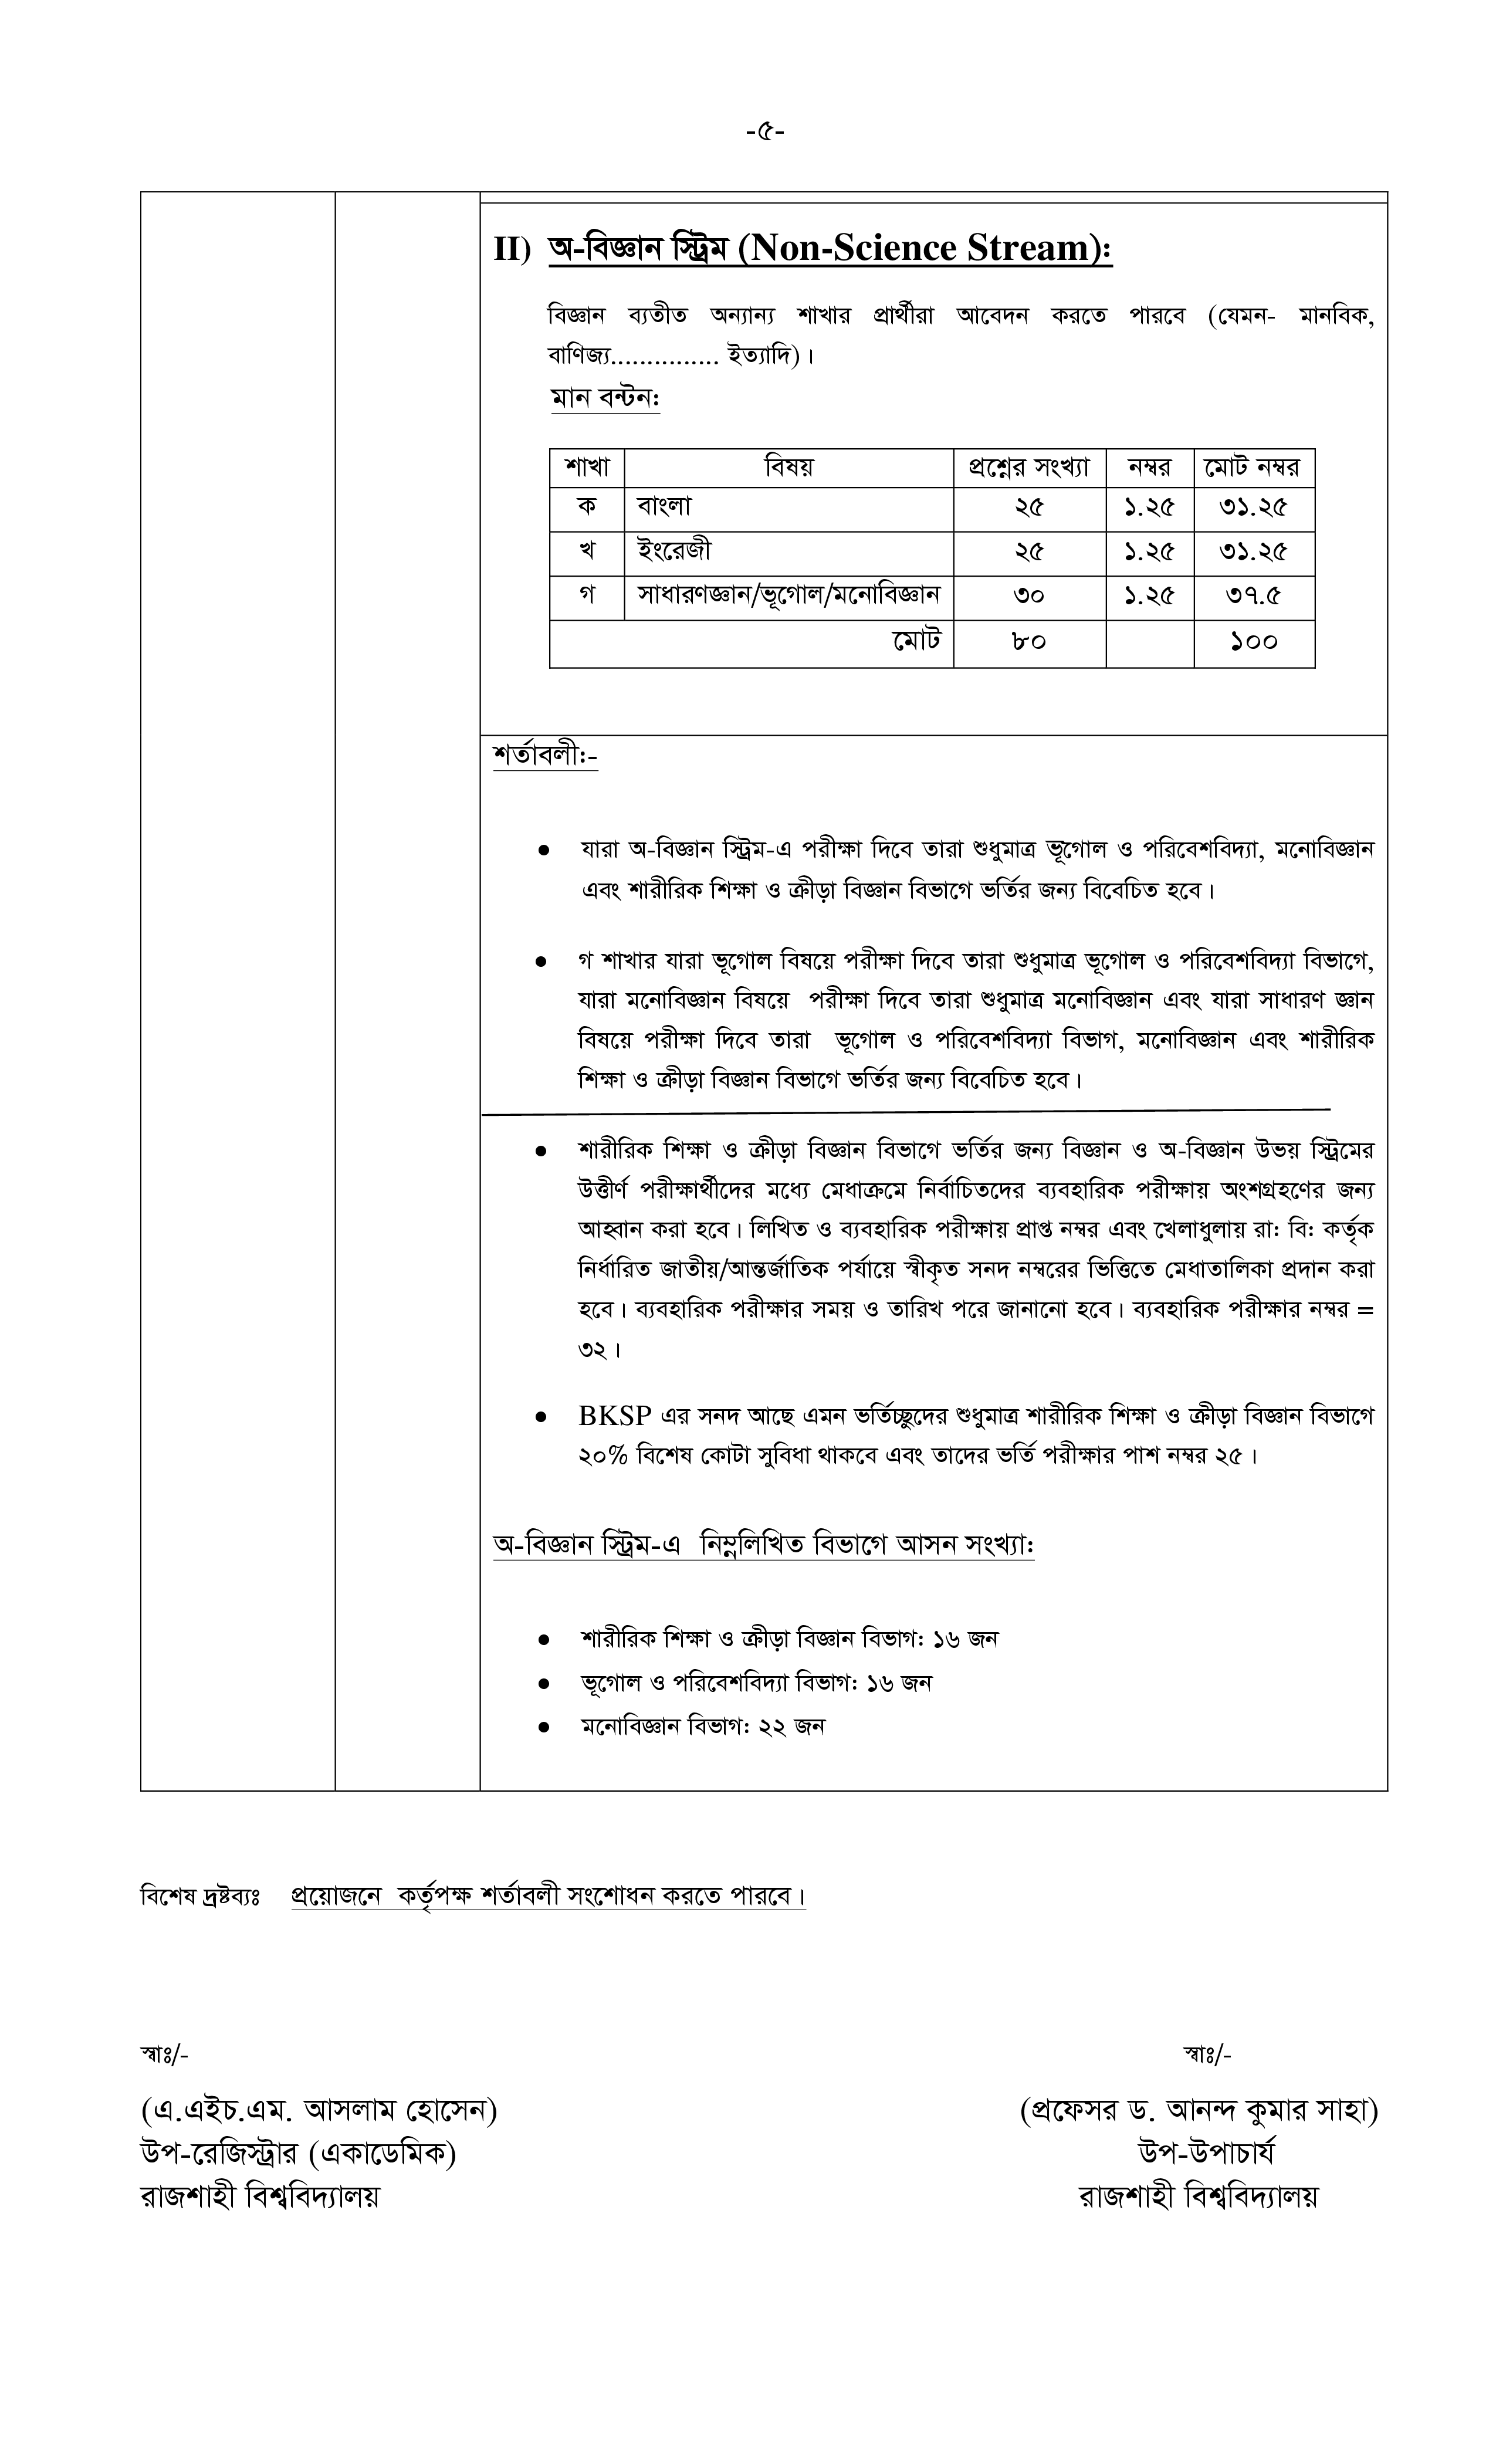 -৫-
II) অ-বিজ্ঞান স্ট্রিম (Non-Science Stream):
বিজ্ঞান ব্যতীত অন্যান্য শাখার প্রার্থীরা আবেদন করতে পারবে (যেমন- মানবিক,
বাণিজ্য............... ইত্যাদি)।
মান বন্টন:
শাখা বিষয় প্রশ্নের সংখ্যা নম্বর মোট নম্বর
ক বাংলা ২৫ ১.২৫ ৩১.২৫
খ ইংরেজী ২৫ ১.২৫ ৩১.২৫
গ সাধারণজ্ঞান/ভূগোল/মনোবিজ্ঞান ৩০ ১.২৫ ৩৭.৫
মোট ৮০ ১০০
শর্তাবলী:-
● যারা অ-বিজ্ঞান স্ট্রিম-এ পরীক্ষা দিবে তারা শুধুমাত্র ভূগোল ও পরিবেশবিদ্যা, মনোবিজ্ঞান
এবং শারীরিক শিক্ষা ও ক্রীড়া বিজ্ঞান বিভাগে ভর্তির জন্য বিবেচিত হবে।
● গ শাখার যারা ভূগোল বিষয়ে পরীক্ষা দিবে তারা শুধুমাত্র ভূগোল ও পরিবেশবিদ্যা বিভাগে,
যারা মনোবিজ্ঞান বিষয়ে পরীক্ষা দিবে তারা শুধুমাত্র মনোবিজ্ঞান এবং যারা সাধারণ জ্ঞান
বিষয়ে পরীক্ষা দিবে তারা ভূগোল ও পরিবেশবিদ্যা বিভাগ, মনোবিজ্ঞান এবং শারীরিক
শিক্ষা ও ক্রীড়া বিজ্ঞান বিভাগে ভর্তির জন্য বিবেচিত হবে।
● শারীরিক শিক্ষা ও ক্রীড়া বিজ্ঞান বিভাগে ভর্তির জন্য বিজ্ঞান ও অ-বিজ্ঞান উভয় স্ট্রিমের
উত্তীর্ণ পরীক্ষার্থীদের মধ্যে মেধাক্রমে নির্বাচিতদের ব্যবহারিক পরীক্ষায় অংশগ্রহণের জন্য
আহ্বান করা হবে। লিখিত ও ব্যবহারিক পরীক্ষায় প্রাপ্ত নম্বর এবং খেলাধুলায় রা: বি: কর্তৃক
নির্ধারিত জাতীয়/আন্তর্জাতিক পর্যায়ে স্বীকৃত সনদ নম্বরের ভিত্তিতে মেধাতালিকা প্রদান করা
হবে। ব্যবহারিক পরীক্ষার সময় ও তারিখ পরে জানানো হবে। ব্যবহারিক পরীক্ষার নম্বর =
৩২।
● BKSP এর সনদ আছে এমন ভর্তিচ্ছুদের শুধুমাত্র শারীরিক শিক্ষা ও ক্রীড়া বিজ্ঞান বিভাগে
২০% বিশেষ কোটা সুবিধা থাকবে এবং তাদের ভর্তি পরীক্ষার পাশ নম্বর ২৫।
অ-বিজ্ঞান স্ট্রিম-এ নিম্নলিখিত বিভাগে আসন সংখ্যা:
● শারীরিক শিক্ষা ও ক্রীড়া বিজ্ঞান বিভাগ: ১৬ জন
● ভূগোল ও পরিবেশবিদ্যা বিভাগ: ১৬ জন
● মনোবিজ্ঞান বিভাগ: ২২ জন
বিশেষ দ্রষ্টব্যঃ প্রয়োজনে কর্তৃপক্ষ শর্তাবলী সংশোধন করতে পারবে।
স্বাঃ/- স্বাঃ/-
(এ.এইচ.এম. আসলাম হোসেন) (প্রফেসর ড. আনন্দ কুমার সাহা)
উপ-রেজিস্ট্রার (একাডেমিক) উপ-উপাচার্য
রাজশাহী বিশ্ববিদ্যালয় রাজশাহী বিশ্ববিদ্যালয়